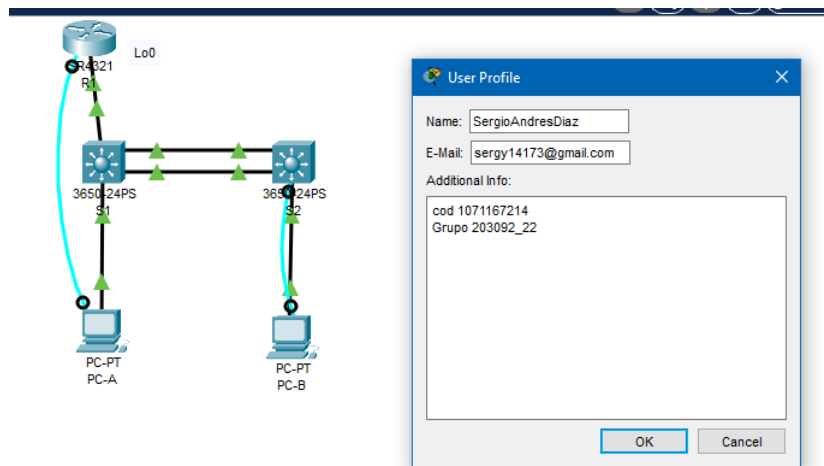 Lo0
R4321
R1
3650-24PS
S1
3650-24PS
S2
PC-PT
PC-A
PC-PT
PC-B
User Profile
Name: SergioAndresDiaz
E-Mail: sergy14173@gmail.com
Additional Info:
cod 1071167214
Grupo 203092_22
OK Cancel